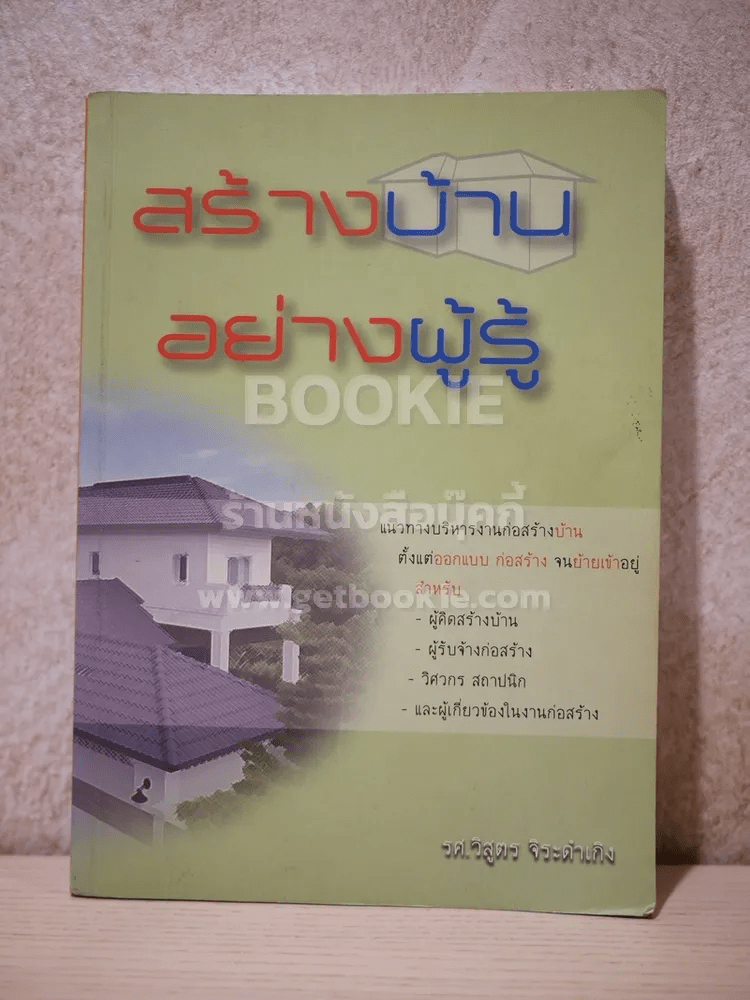 สร้างบ้าน
อย่างผู้รู้
BOOKIE
ร้านหนังสือบุ๊คกี้
แนวทางบริหารงานก่อสร้างบ้าน
ตั้งแต่ออกแบบ ก่อสร้าง จนย้ายเข้าอยู่
สำหรับ
www.getbookie.com
- ผู้คิดสร้างบ้าน
- ผู้รับจ้างก่อสร้าง
- วิศวกร สถาปนิก
- และผู้เกี่ยวข้องในงานก่อสร้าง
รศ.วิสูตร จิระดำเกิง